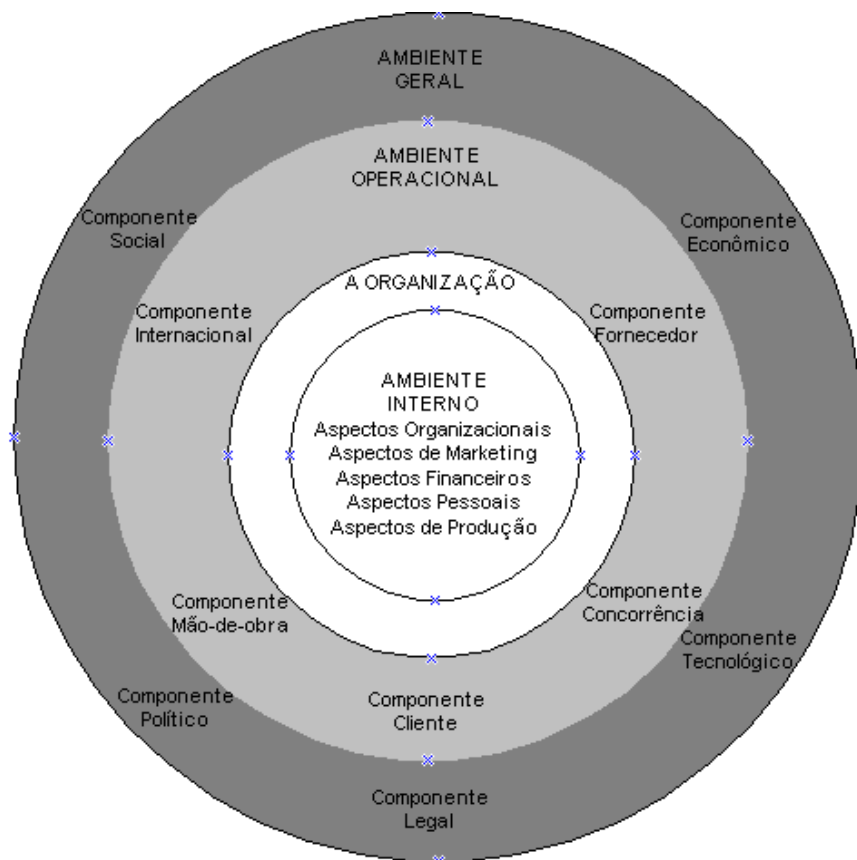 AMBIENTE
GERAL
AMBIENTE
OPERACIONAL
Componente
Social
Componente
Econômico
A ORGANIZAÇÃO
Componente
Internacional
Componente
Fornecedor
AMBIENTE
INTERNO
Aspectos Organizacionais
Aspectos de Marketing
Aspectos Financeiros
Aspectos Pessoais
Aspectos de Produção
Componente
Mão-de-obra
Componente
Concorrência
Componente
Tecnológico
Componente
Político
Componente
Cliente
Componente
Legal